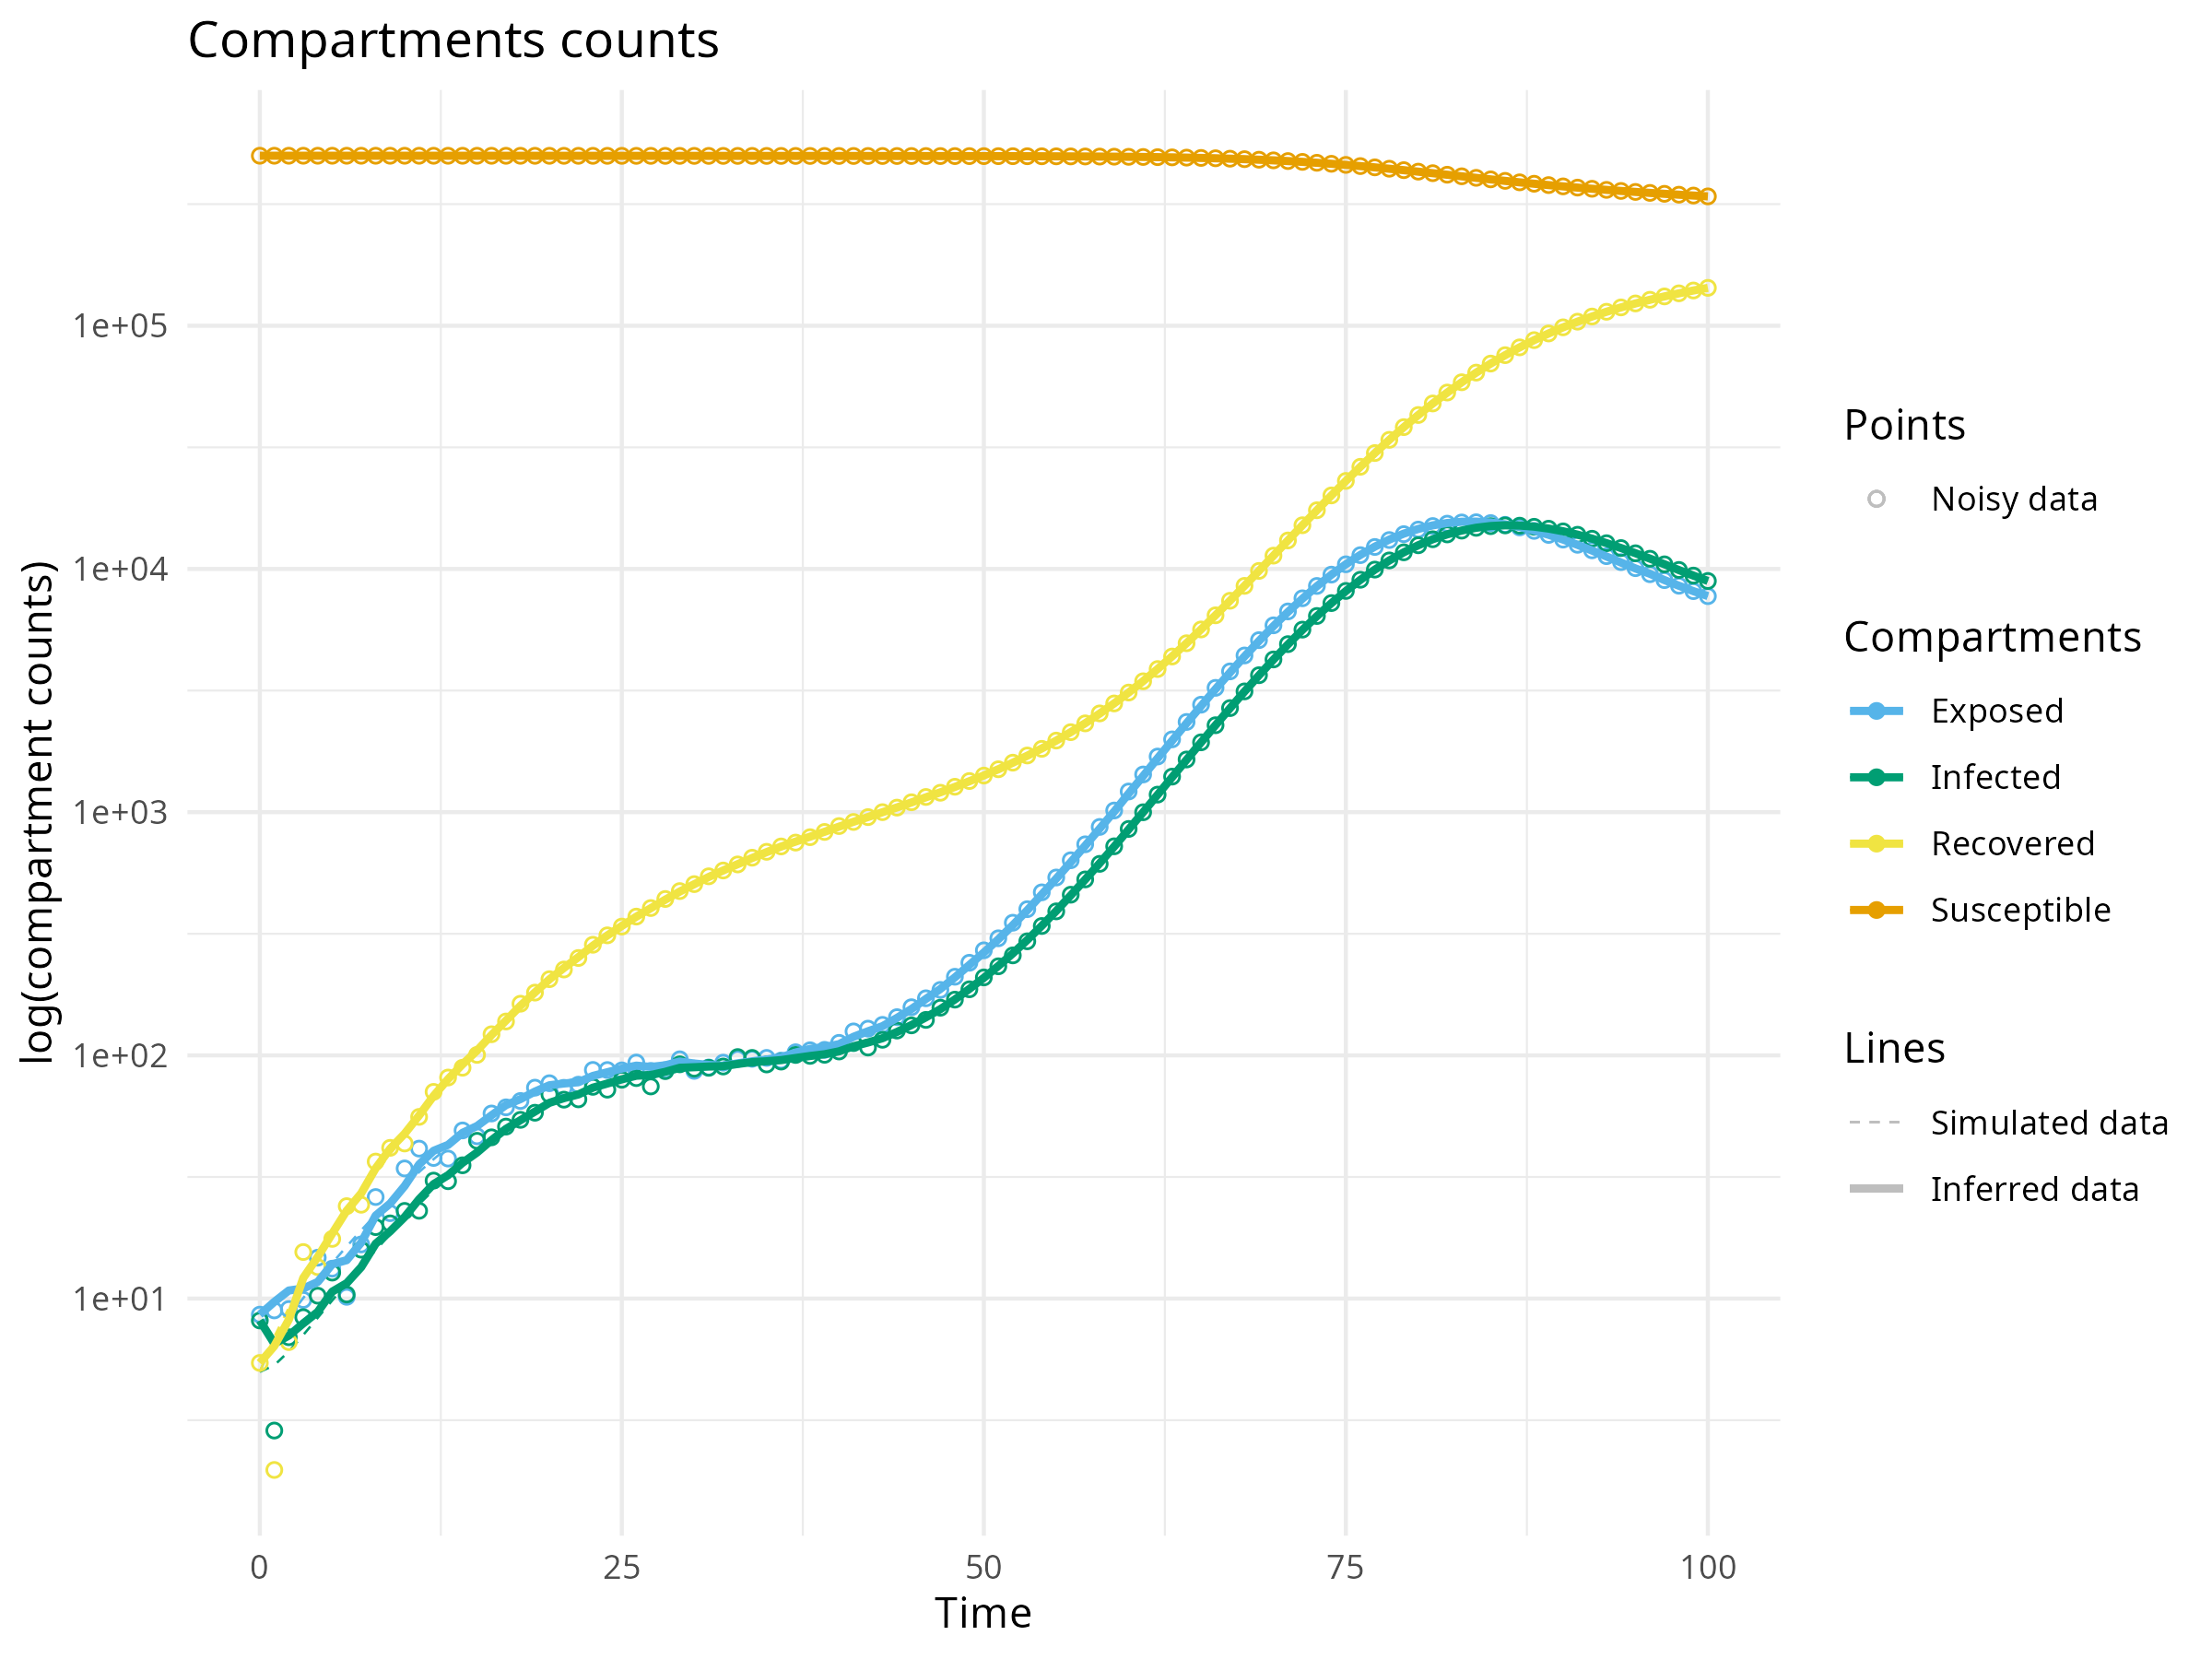 Compartments counts
log(compartment counts)
1e+05
1e+04
1e+03
1e+02
1e+01
0 25 50 75 100
Time
Points
Noisy data
Compartments
Exposed
Infected
Recovered
Susceptible
Lines
Simulated data
Inferred data